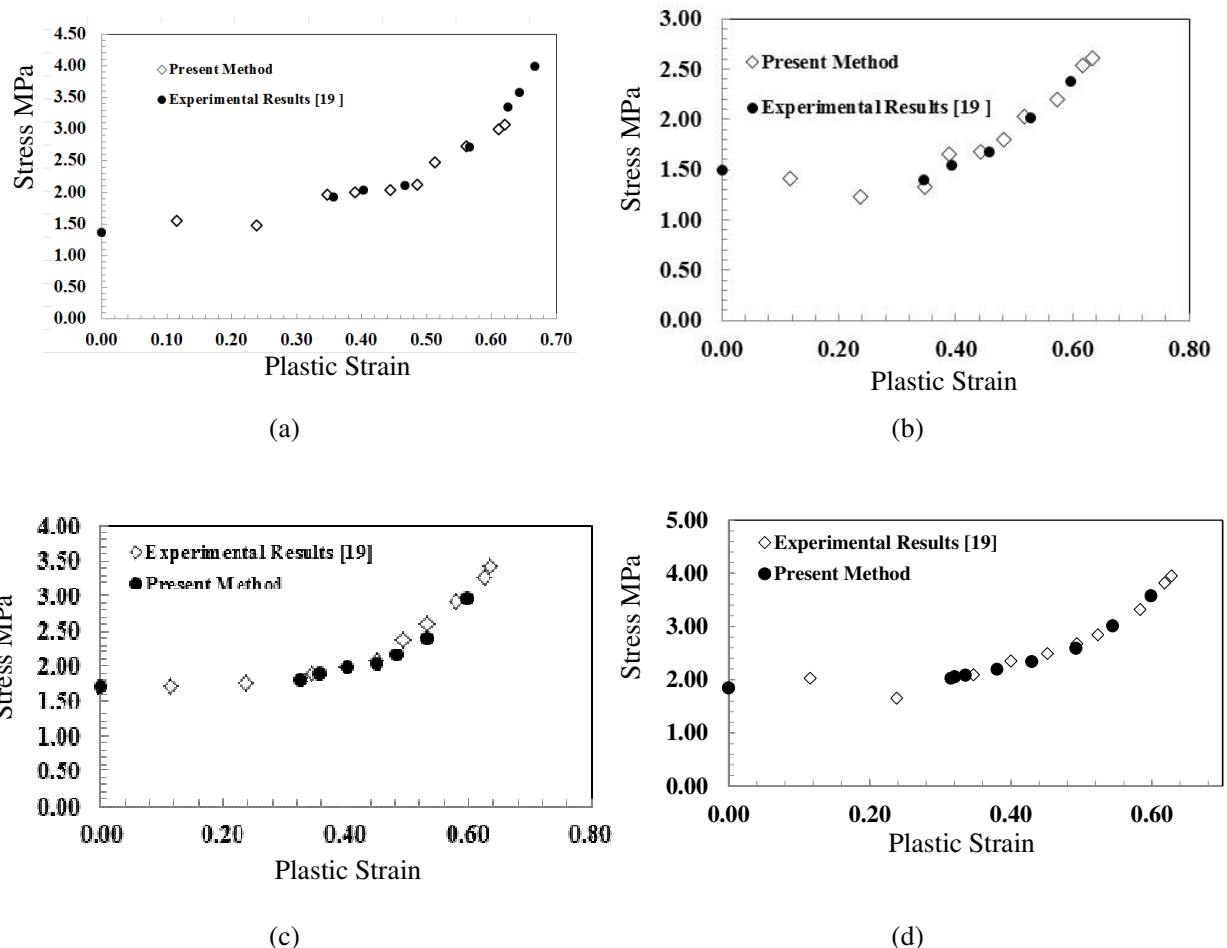 4.50
4.00
3.50
3.00
2.50
2.00
1.50
1.00
0.50
0.00
Stress MPa
Present Method
Experimental Results [19 ]
0.00 0.10 0.20 0.30 0.40 0.50 0.60 0.70
Plastic Strain
(a)
3.00
2.50
2.00
1.50
1.00
0.50
0.00
Stress MPa
Present Method
Experimental Results [19 ]
0.00 0.20 0.40 0.60 0.80
Plastic Strain
(b)
4.00
3.50
3.00
2.50
2.00
1.50
1.00
0.50
0.00
Stress MPa
Experimental Results [19]
Present Method
0.00 0.20 0.40 0.60 0.80
Plastic Strain
(c)
5.00
4.00
3.00
2.00
1.00
0.00
Stress MPa
Experimental Results [19]
Present Method
0.00 0.20 0.40 0.60
Plastic Strain
(d)